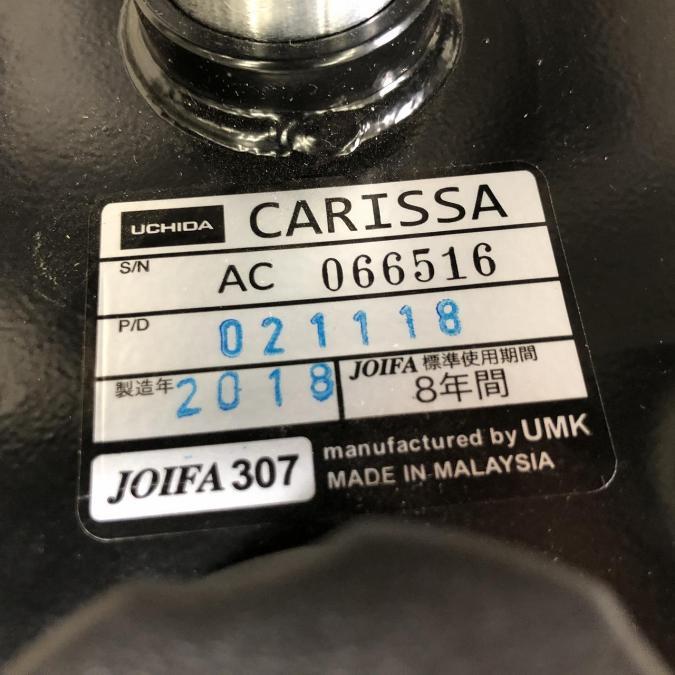 UCHIDA CARISSA
S/N AC 066516
P/D 021118
製造年 2018
JOIFA 標準使用期間
8年間
JOIFA 307
manufactured by UMK
MADE IN MALAYSIA